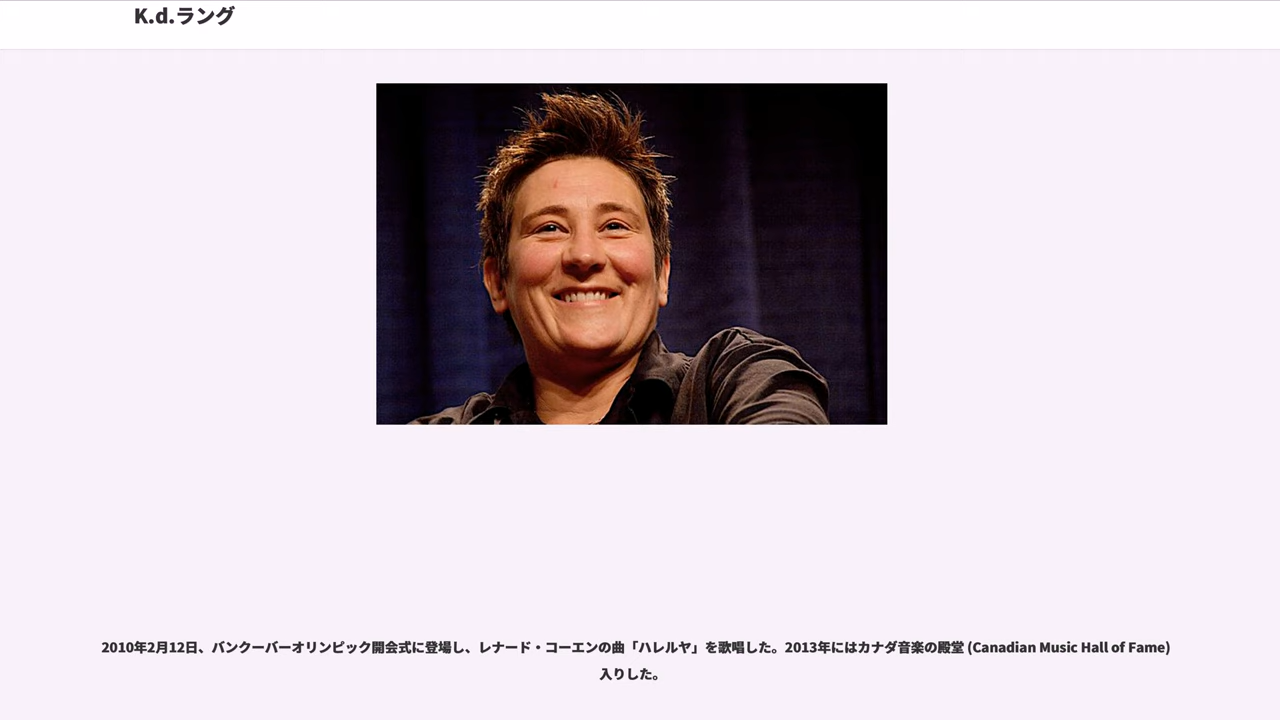 K.d.ラング
2010年2月12日、バンクーバーオリンピック開会式に登場し、レナード・コーエンの曲「ハレルヤ」を歌唱した。2013年にはカナダ音楽の殿堂 (Canadian Music Hall of Fame)
入りした。